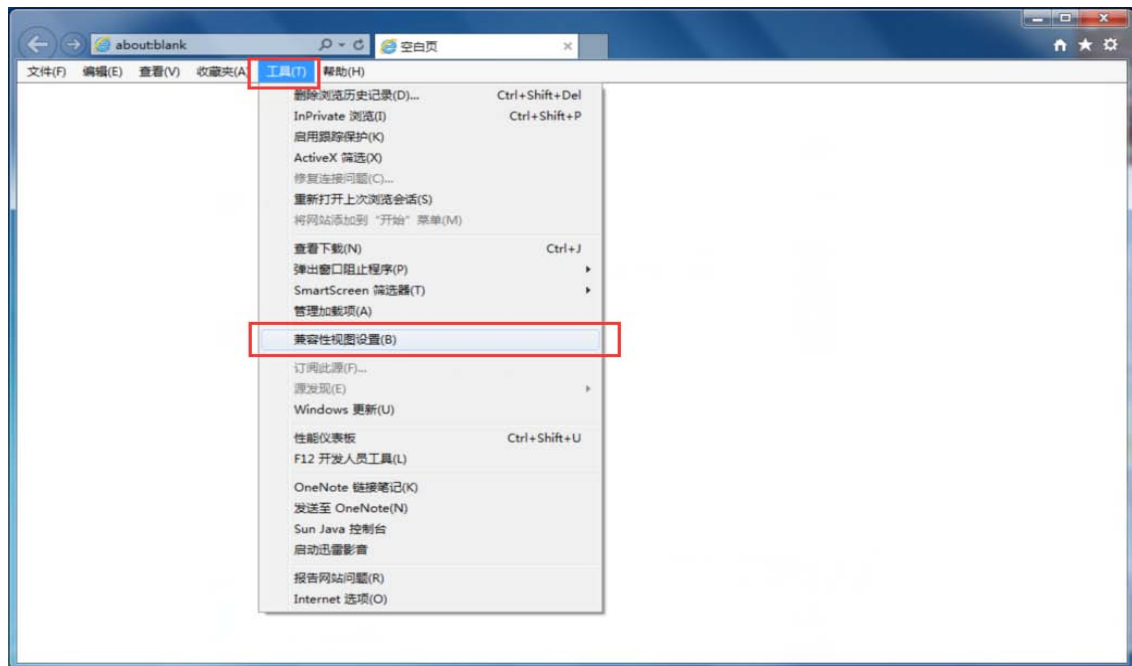 about:blank
空白页
文件(F) 编辑(E) 查看(V) 收藏夹(A) 工具(T) 帮助(H)
删除浏览历史记录(D)... Ctrl+Shift+Del
InPrivate 浏览(I) Ctrl+Shift+P
启用跟踪保护(K)
ActiveX 筛选(X)
修复连接问题(C)...
重新打开上次浏览会话(S)
将网站添加到“开始”菜单(M)
查看下载(N) Ctrl+J
弹出窗口阻止程序(P)
SmartScreen 筛选器(T)
管理加载项(A)
兼容性视图设置(B)
订阅此源(F)...
源发现(E)
Windows 更新(U)
性能仪表板 Ctrl+Shift+U
F12 开发人员工具(L)
OneNote 链接笔记(K)
发送至 OneNote(N)
Sun Java 控制台
启动迅雷影音
报告网站问题(R)
Internet 选项(O)